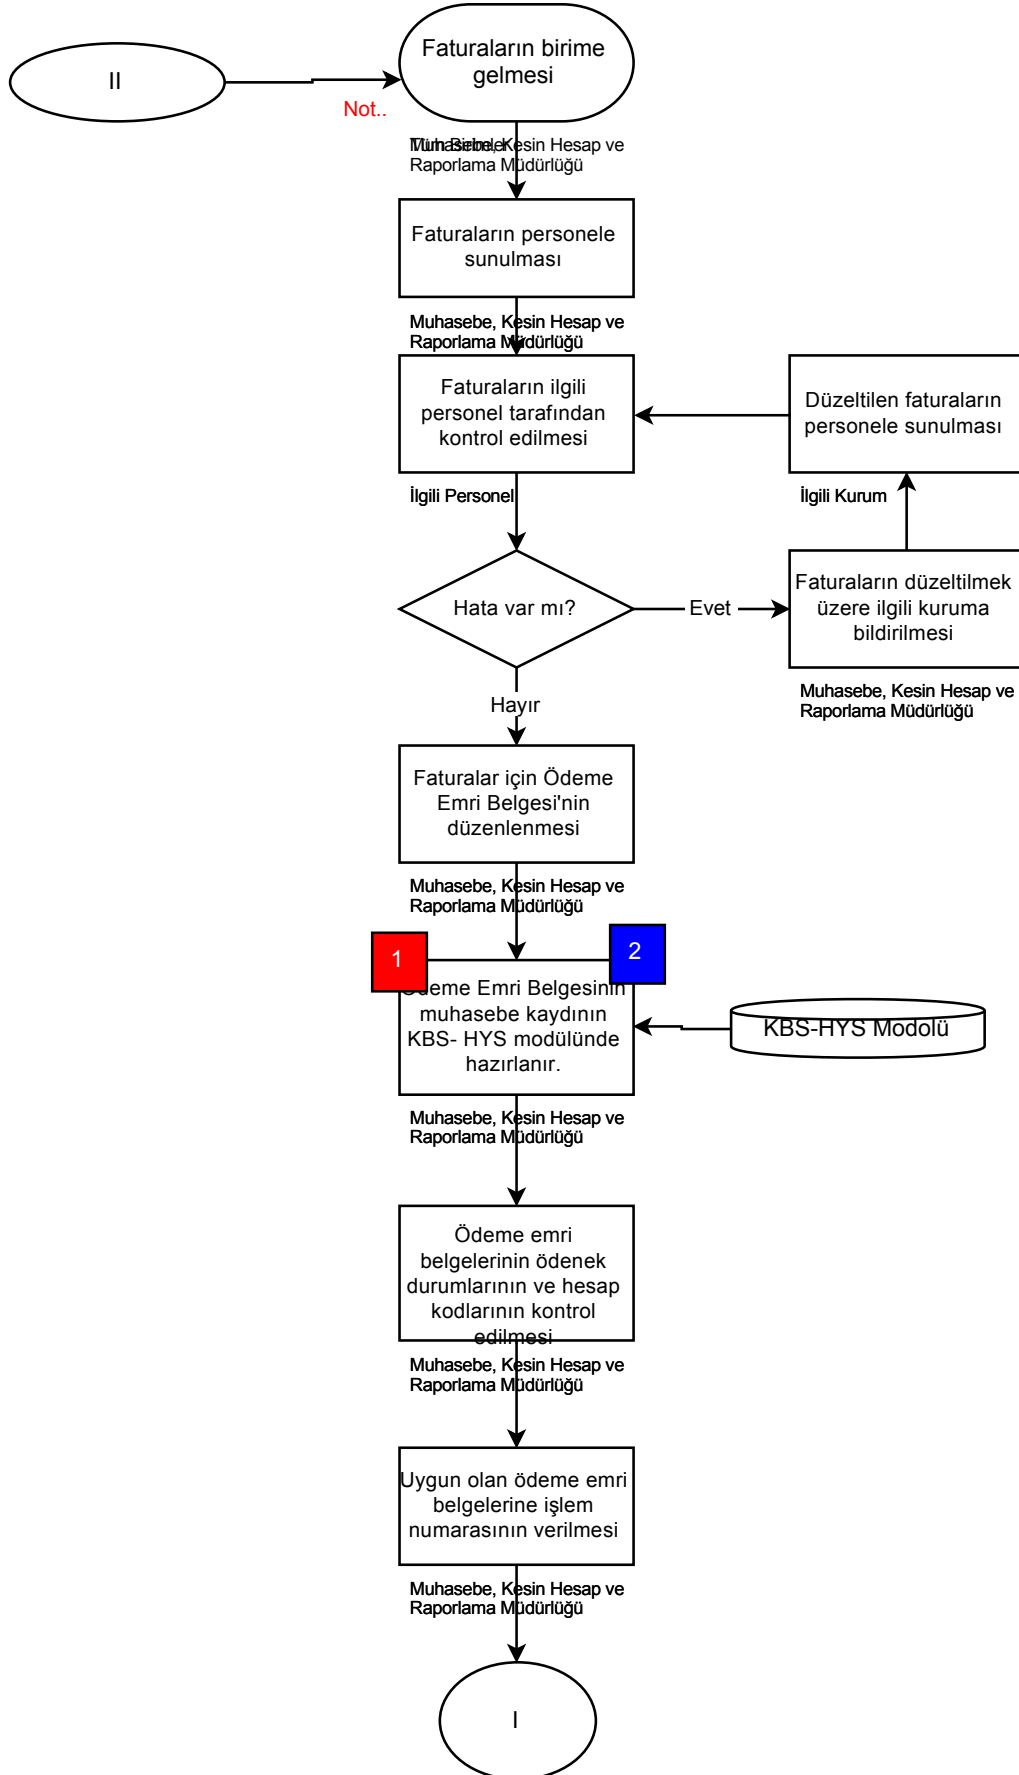 Faturaların birime
gelmesi
II
Not..
Tüm Birimler
Muhasebe, Kesin Hesap ve
Raporlama Müdürlüğü
Faturaların personele
sunulması
Muhasebe, Kesin Hesap ve
Raporlama Müdürlüğü
Faturaların ilgili
personel tarafından
kontrol edilmesi
Düzeltilen faturaların
personele sunulması
İlgili Personel
İlgili Kurum
Hata var mı?
Evet
Faturaların düzeltilmek
üzere ilgili kuruma
bildirilmesi
Muhasebe, Kesin Hesap ve
Raporlama Müdürlüğü
Hayır
Faturalar için Ödeme
Emri Belgesi'nin
düzenlenmesi
Muhasebe, Kesin Hesap ve
Raporlama Müdürlüğü
1
2
Ödeme Emri Belgesinin
muhasebe kaydının
KBS- HYS modülünde
hazırlanır.
KBS-HYS Modolü
Muhasebe, Kesin Hesap ve
Raporlama Müdürlüğü
Ödeme emri
belgelerinin ödenek
durumlarının ve hesap
kodlarının kontrol
edilmesi
Muhasebe, Kesin Hesap ve
Raporlama Müdürlüğü
Uygun olan ödeme emri
belgelerine işlem
numarasının verilmesi
Muhasebe, Kesin Hesap ve
Raporlama Müdürlüğü
I